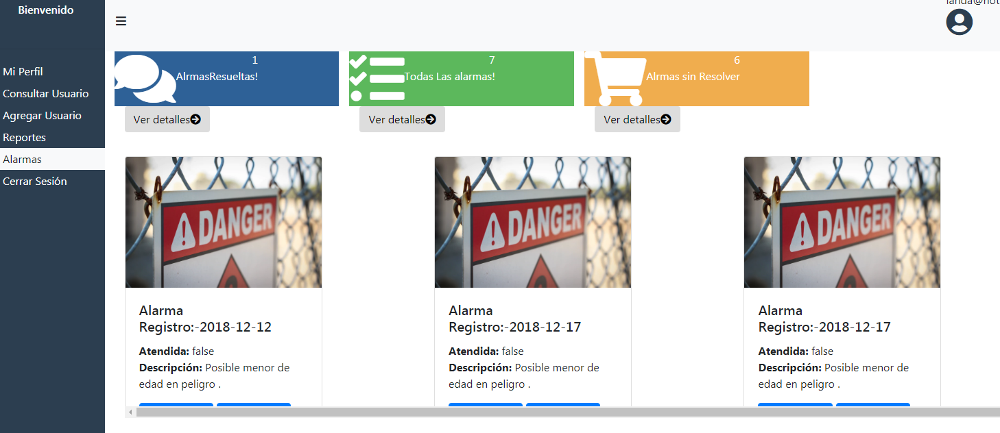 Bienvenido
landa@hot
Mi Perfil
Consultar Usuario
Agregar Usuario
Reportes
Alarmas
Cerrar Sesión
1
AlrmasResueltas!
7
Todas Las alarmas!
6
Alrmas sin Resolver
Ver detalles
Ver detalles
Ver detalles
DANGER
DANGER
DANGER
Alarma
Registro:-2018-12-12
Atendida: false
Descripción: Posible menor de
edad en peligro .
Alarma
Registro:-2018-12-17
Atendida: false
Descripción: Posible menor de
edad en peligro .
Alarma
Registro:-2018-12-17
Atendida: false
Descripción: Posible menor de
edad en peligro .